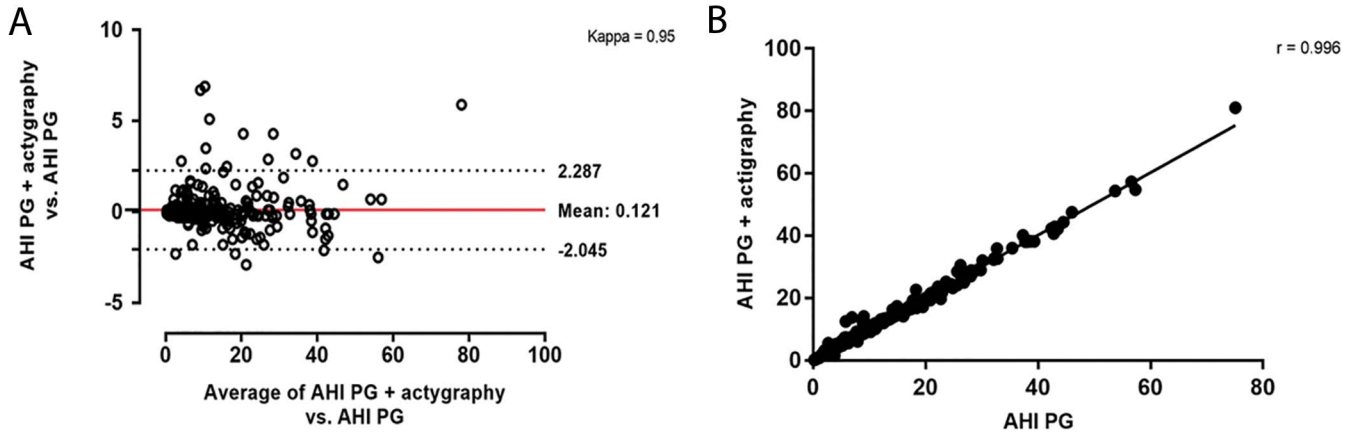 A
Kappa = 0.95
AHI PG + actygraphy
vs. AHI PG
10
5
0
-5
2.287
Mean: 0.121
-2.045
0 20 40 60 80 100
Average of AHI PG + actygraphy
vs. AHI PG
B
r = 0.996
AHI PG + actigraphy
100
80
60
40
20
0
0 20 40 60 80
AHI PG